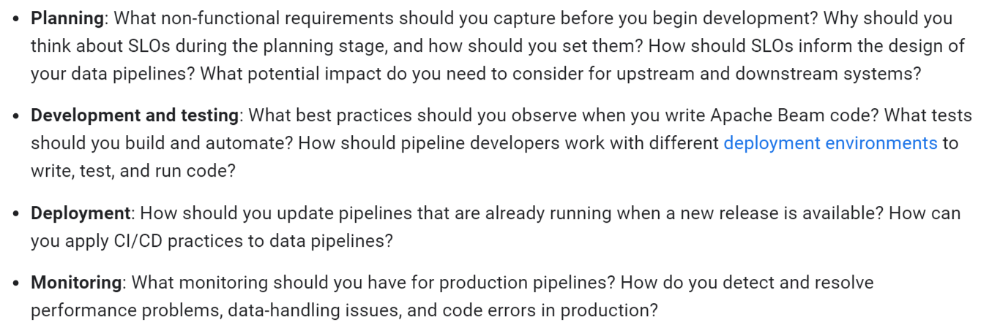 • Planning: What non-functional requirements should you capture before you begin development? Why should you
think about SLOs during the planning stage, and how should you set them? How should SLOs inform the design of
your data pipelines? What potential impact do you need to consider for upstream and downstream systems?
• Development and testing: What best practices should you observe when you write Apache Beam code? What tests
should you build and automate? How should pipeline developers work with different deployment environments to
write, test, and run code?
• Deployment: How should you update pipelines that are already running when a new release is available? How can
you apply CI/CD practices to data pipelines?
• Monitoring: What monitoring should you have for production pipelines? How do you detect and resolve
performance problems, data-handling issues, and code errors in production?